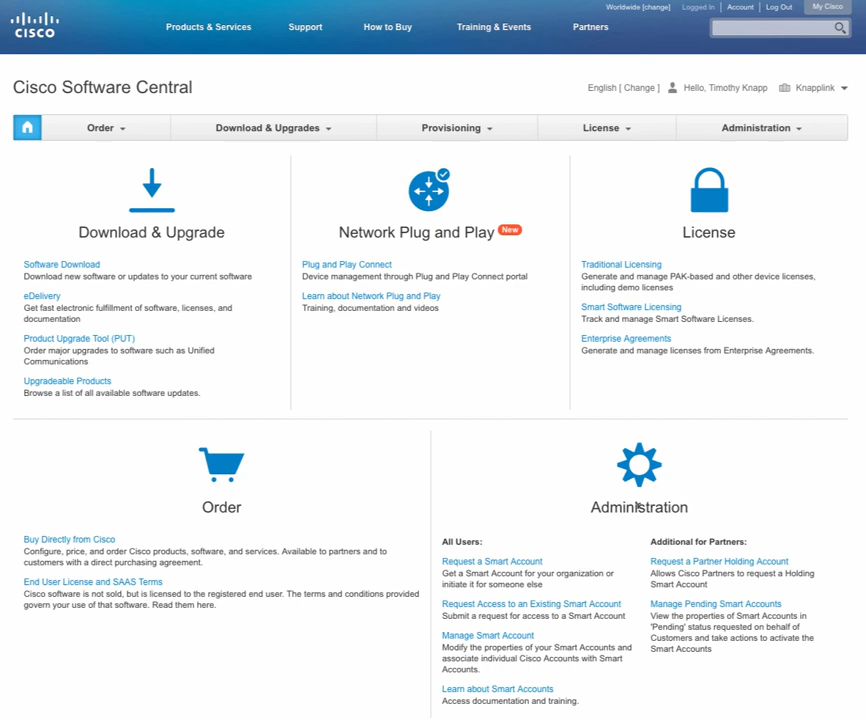 Worldwide [change] Logged In Account Log Out My Cisco
CISCO
Products & Services Support How to Buy Training & Events Partners
Cisco Software Central
English [ Change ] Hello, Timothy Knapp Knapplink
Order Download & Upgrades Provisioning License Administration
Download & Upgrade
Software Download
Download new software or updates to your current software
eDelivery
Get fast electronic fulfillment of software, licenses, and
documentation
Product Upgrade Tool (PUT)
Order major upgrades to software such as Unified
Communications
Upgradeable Products
Browse a list of all available software updates.
Network Plug and Play New
Plug and Play Connect
Device management through Plug and Play Connect portal
Learn about Network Plug and Play
Training, documentation and videos
License
Traditional Licensing
Generate and manage PAK-based and other device licenses,
including demo licenses
Smart Software Licensing
Track and manage Smart Software Licenses.
Enterprise Agreements
Generate and manage licenses from Enterprise Agreements.
Order
Buy Directly from Cisco
Configure, price, and order Cisco products, software, and services. Available to partners and to
customers with a direct purchasing agreement.
End User License and SAAS Terms
Cisco software is not sold, but is licensed to the registered end user. The terms and conditions provided
govern your use of that software. Read them here.
Administration
All Users:
Request a Smart Account
Get a Smart Account for your organization or
initiate it for someone else
Request Access to an Existing Smart Account
Submit a request for access to a Smart Account
Manage Smart Account
Modify the properties of your Smart Accounts and
associate individual Cisco Accounts with Smart
Accounts.
Learn about Smart Accounts
Access documentation and training.
Additional for Partners:
Request a Partner Holding Account
Allows Cisco Partners to request a Holding
Smart Account
Manage Pending Smart Accounts
View the properties of Smart Accounts in
'Pending' status requested on behalf of
Customers and take actions to activate the
Smart Accounts